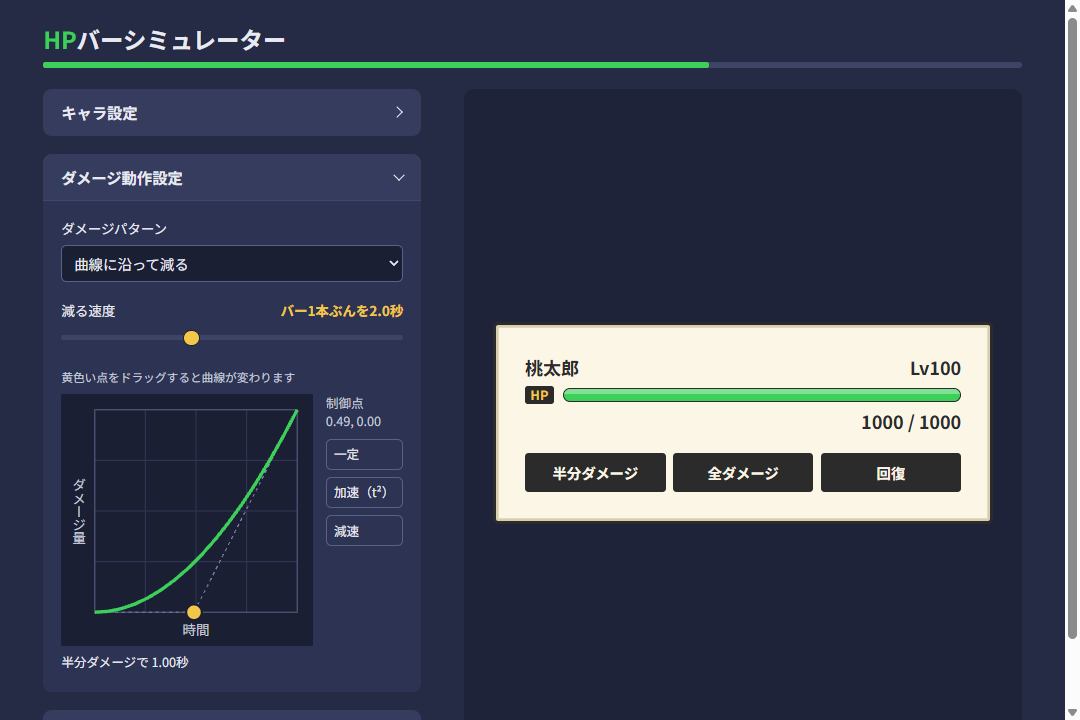 HPバーシミュレーター
キャラ設定
ダメージ動作設定
ダメージパターン
曲線に沿って減る
減る速度 バー1本ぶんを2.0秒
黄色い点をドラッグすると曲線が変わります
制御点
0.49, 0.00
一定
加速（t²）
減速
ダメージ量
時間
半分ダメージで 1.00秒
桃太郎 Lv100
HP
1000 / 1000
半分ダメージ 全ダメージ 回復